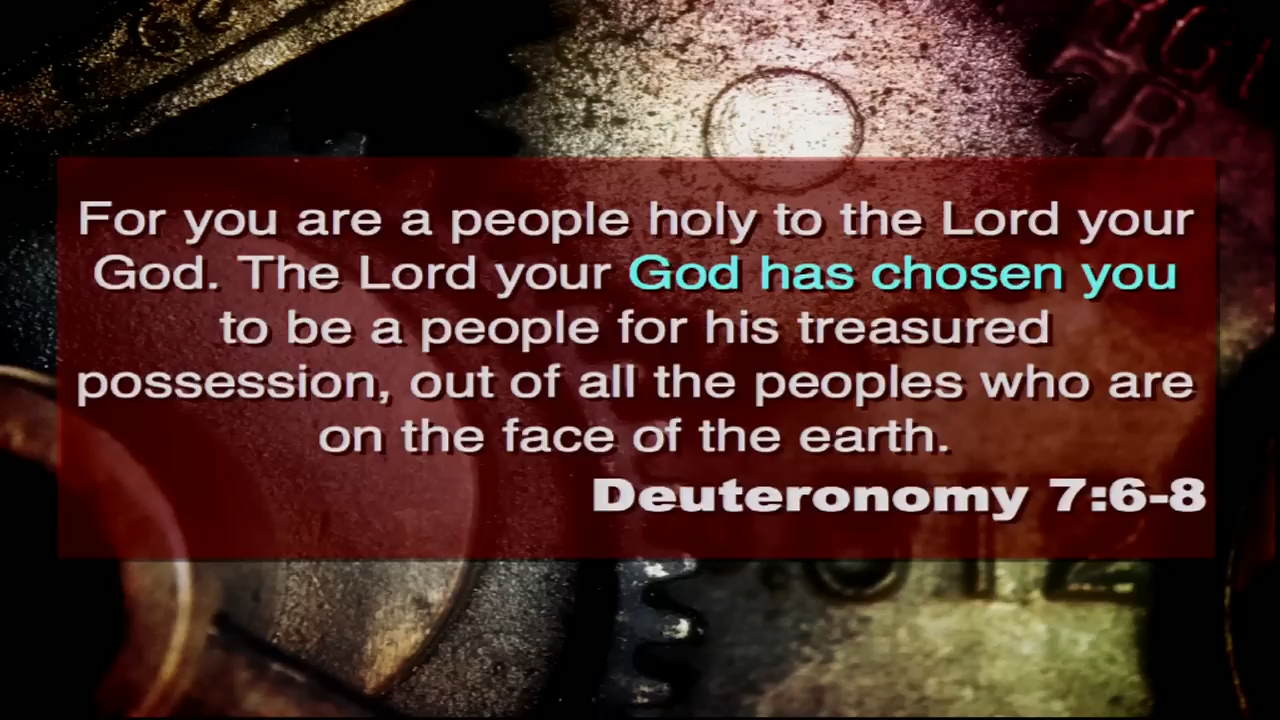 For you are a people holy to the Lord your
God. The Lord your God has chosen you
to be a people for his treasured
possession, out of all the peoples who are
on the face of the earth.
Deuteronomy 7:6-8